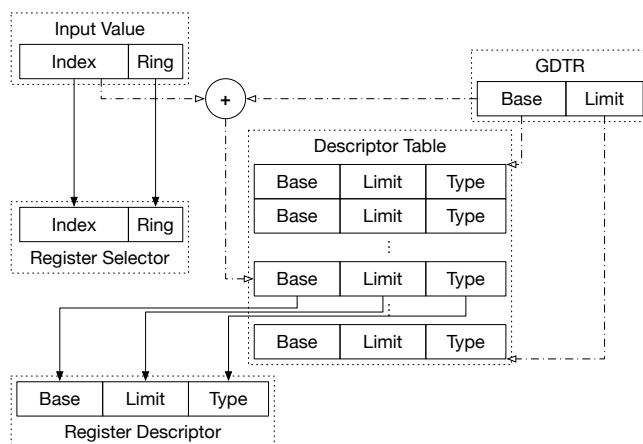 Input Value
Index Ring
GDTR
Base Limit
+
Descriptor Table
Base Limit Type
Base Limit Type
⋮
Base Limit Type
⋮
Base Limit Type
Index Ring
Register Selector
Base Limit Type
Register Descriptor